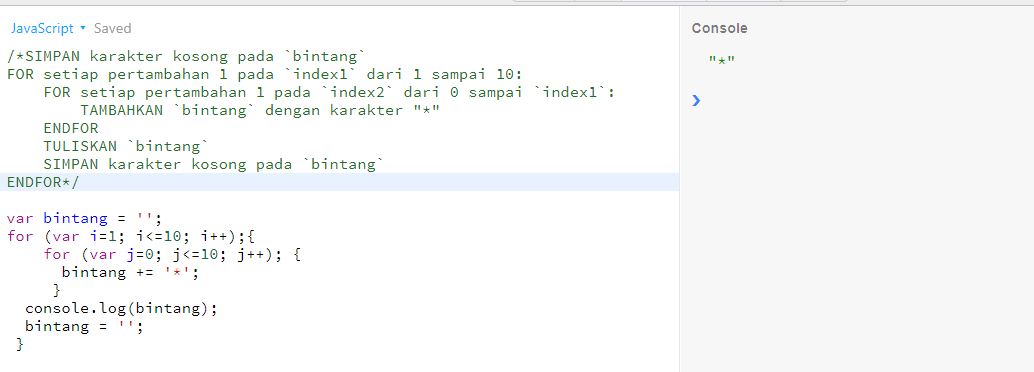 JavaScript ▾ Saved
Console
/*SIMPAN karakter kosong pada `bintang`
FOR setiap pertambahan 1 pada `index1` dari 1 sampai 10:
    FOR setiap pertambahan 1 pada `index2` dari 0 sampai `index1`:
        TAMBAHKAN `bintang` dengan karakter "*"
    ENDFOR
    TULISKAN `bintang`
    SIMPAN karakter kosong pada `bintang`
ENDFOR*/
var bintang = '';
for (var i=1; i<=10; i++);{
    for (var j=0; j<=10; j++); {
      bintang += '*';
     }
  console.log(bintang);
  bintang = '';
 }
"*"
❯